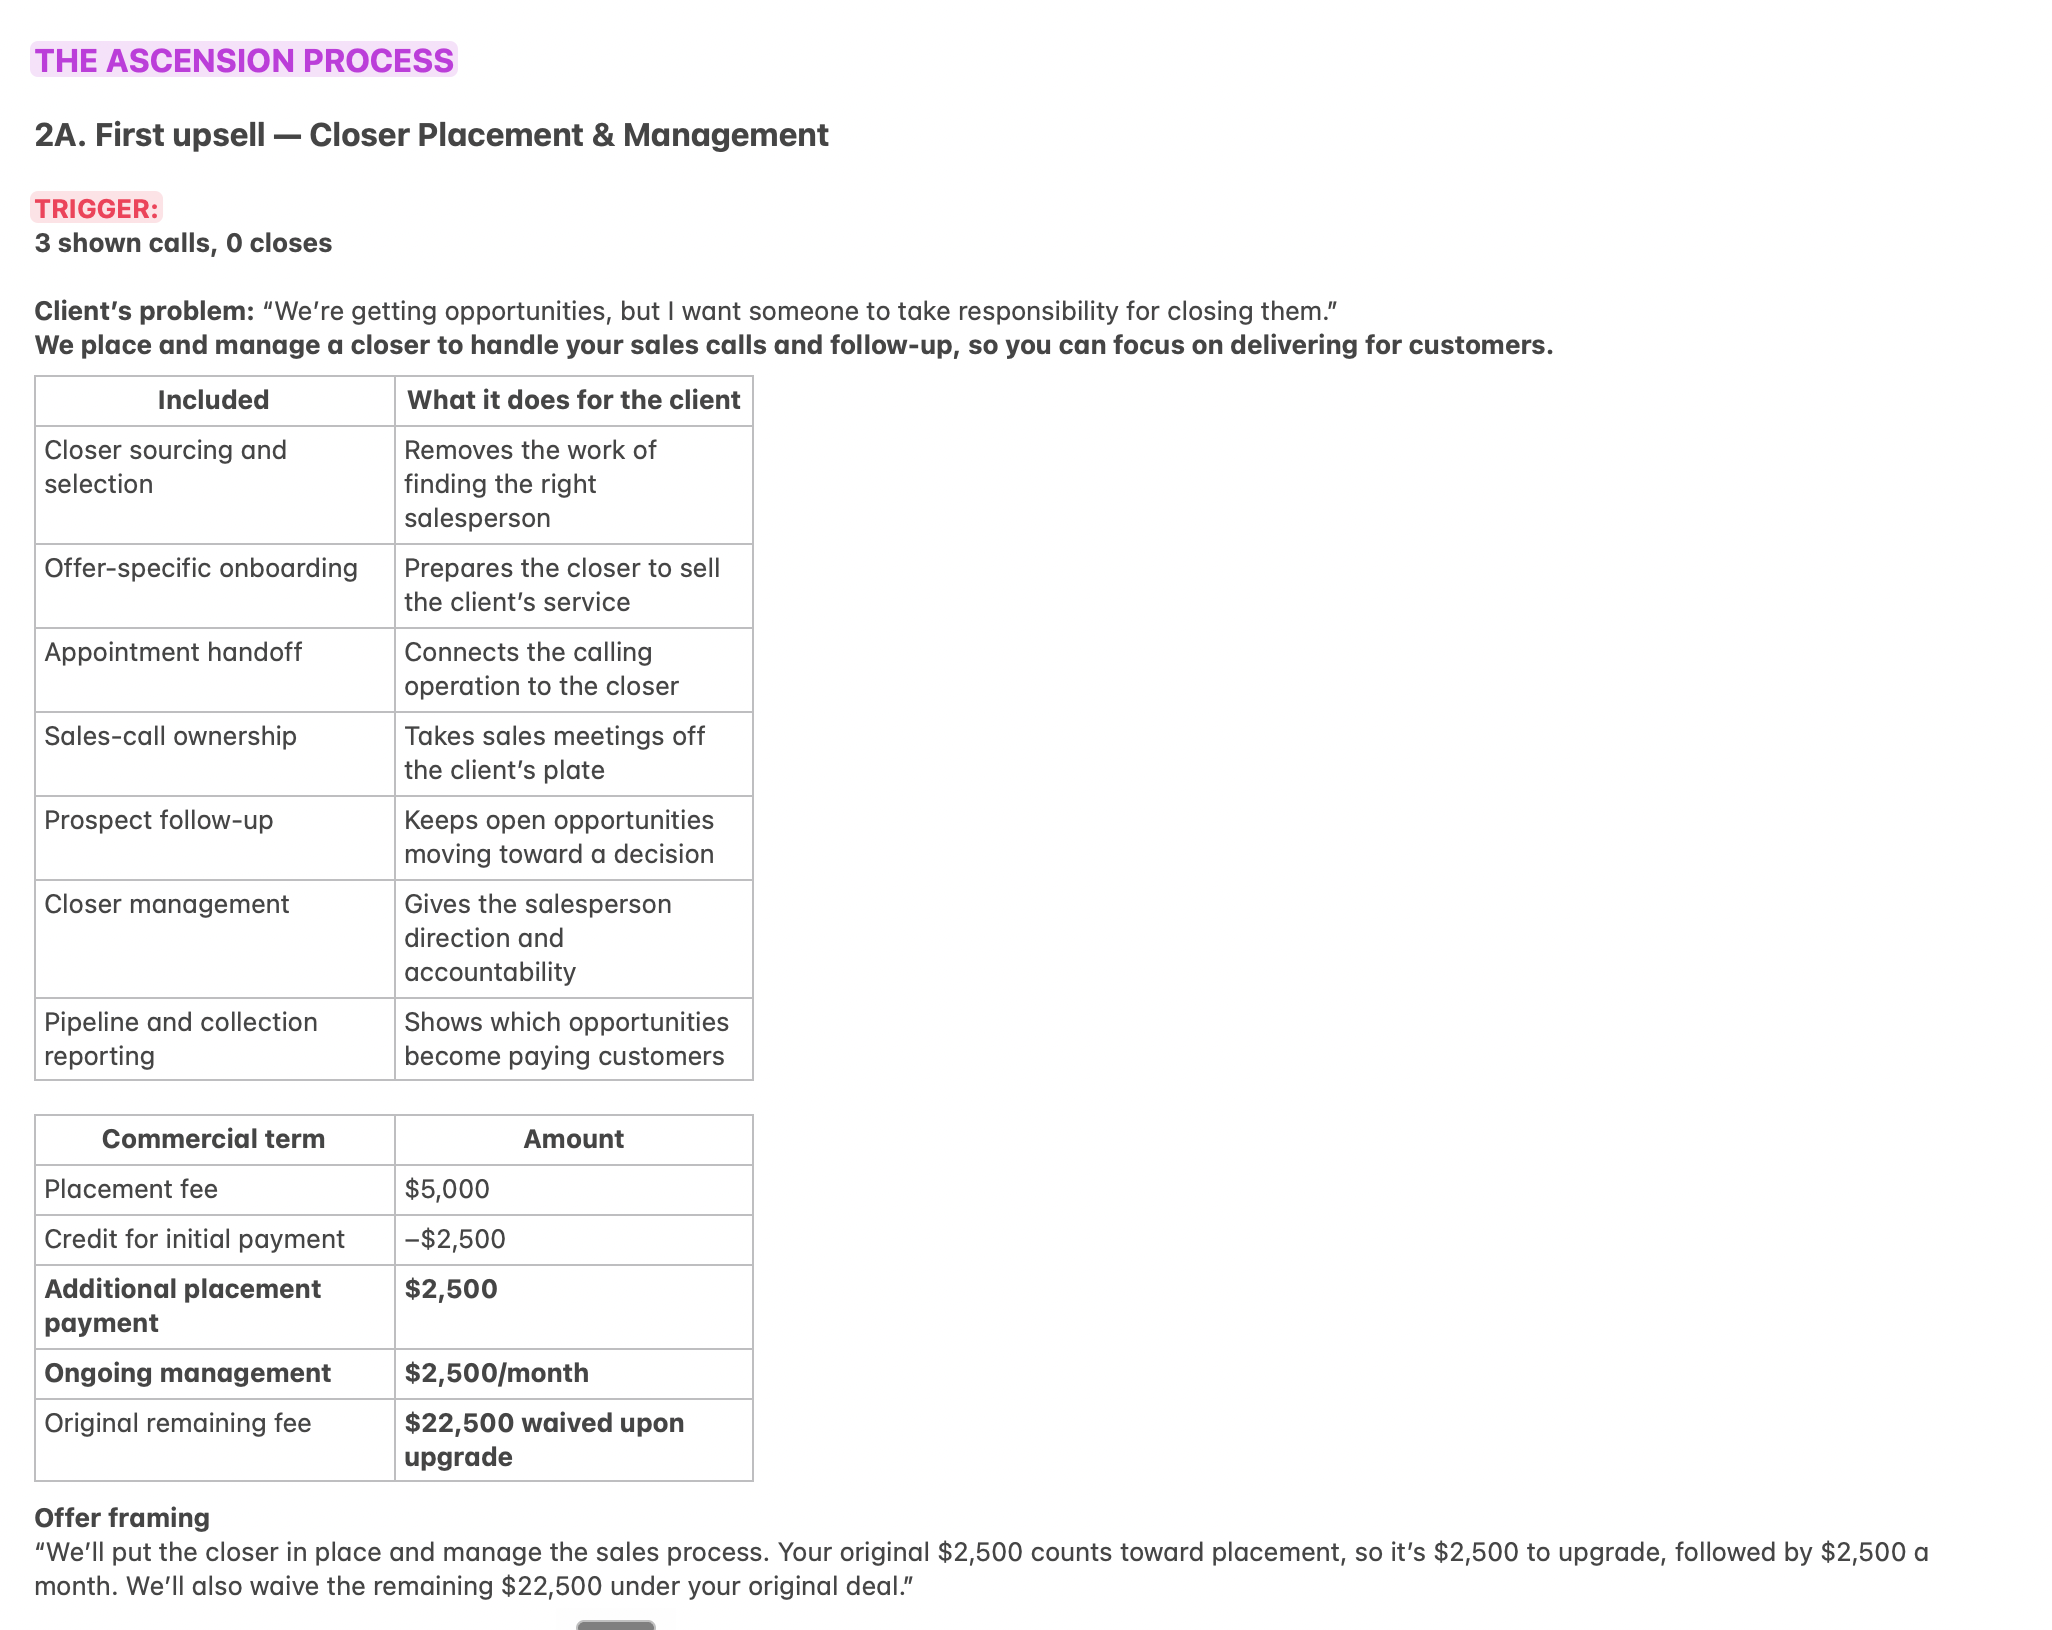 THE ASCENSION PROCESS
2A. First upsell — Closer Placement & Management
TRIGGER:
3 shown calls, 0 closes
Client’s problem: “We’re getting opportunities, but I want someone to take responsibility for closing them.”
We place and manage a closer to handle your sales calls and follow-up, so you can focus on delivering for customers.
Included
What it does for the client
Closer sourcing and
selection
Removes the work of
finding the right
salesperson
Offer-specific onboarding
Prepares the closer to sell
the client’s service
Appointment handoff
Connects the calling
operation to the closer
Sales-call ownership
Takes sales meetings off
the client’s plate
Prospect follow-up
Keeps open opportunities
moving toward a decision
Closer management
Gives the salesperson
direction and
accountability
Pipeline and collection
reporting
Shows which opportunities
become paying customers
Commercial term
Amount
Placement fee
$5,000
Credit for initial payment
–$2,500
Additional placement
payment
$2,500
Ongoing management
$2,500/month
Original remaining fee
$22,500 waived upon
upgrade
Offer framing
“We’ll put the closer in place and manage the sales process. Your original $2,500 counts toward placement, so it’s $2,500 to upgrade, followed by $2,500 a
month. We’ll also waive the remaining $22,500 under your original deal.”